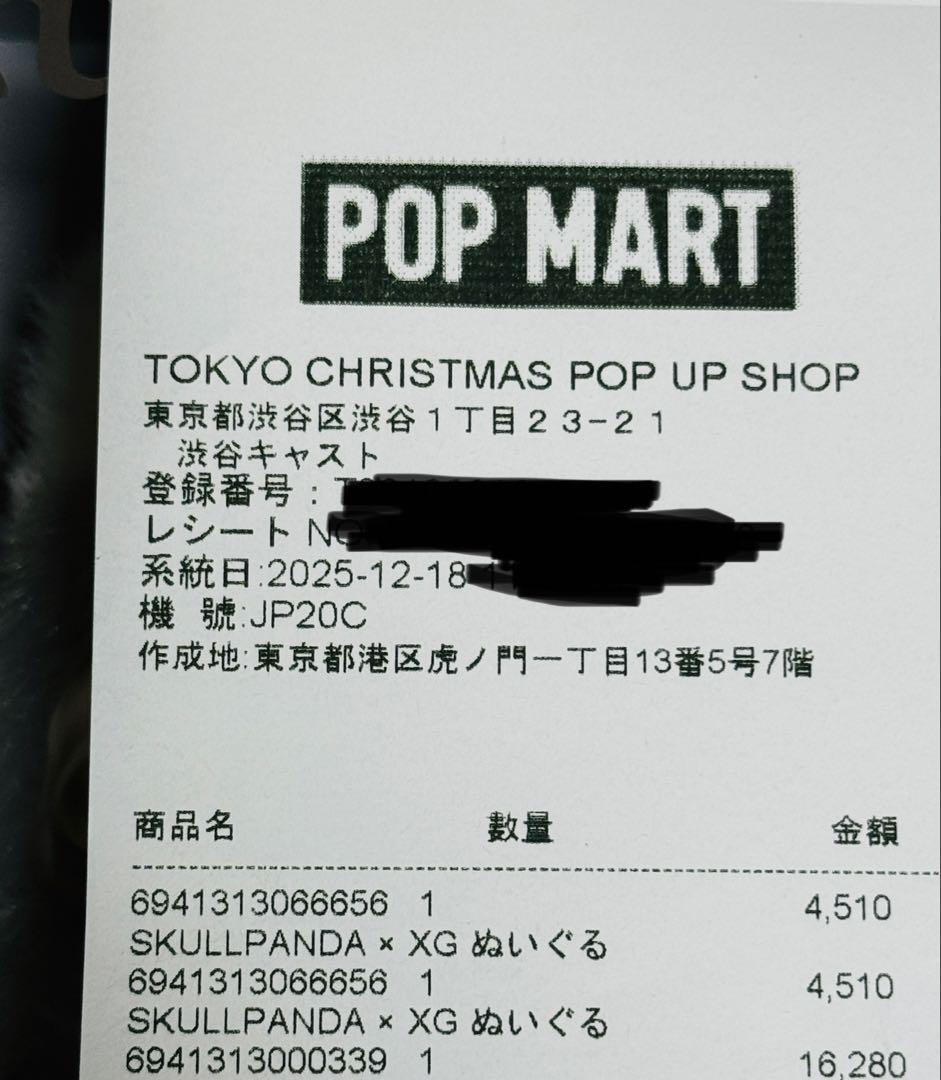 POP MART
TOKYO CHRISTMAS POP UP SHOP
東京都渋谷区渋谷１丁目２３−２１
渋谷キャスト
登録番号：
レシート NO
系統日:2025-12-18
機 號:JP20C
作成地:東京都港区虎ノ門一丁目13番5号7階
商品名 數量 金額
6941313066656 1 4,510
SKULLPANDA × XG ぬいぐる
6941313066656 1 4,510
SKULLPANDA × XG ぬいぐる
6941313000339 1 16,280